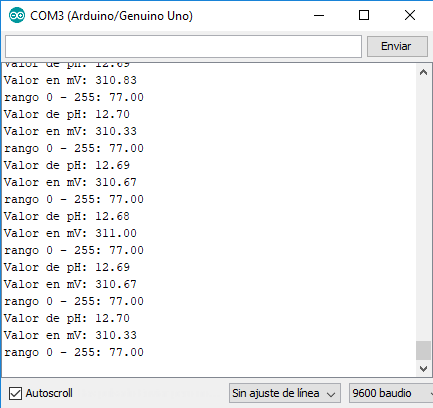 COM3 (Arduino/Genuino Uno)
Enviar
Valor de pH: 12.69
Valor en mV: 310.83
rango 0 - 255: 77.00
Valor de pH: 12.70
Valor en mV: 310.33
rango 0 - 255: 77.00
Valor de pH: 12.69
Valor en mV: 310.67
rango 0 - 255: 77.00
Valor de pH: 12.68
Valor en mV: 311.00
rango 0 - 255: 77.00
Valor de pH: 12.69
Valor en mV: 310.67
rango 0 - 255: 77.00
Valor de pH: 12.70
Valor en mV: 310.33
rango 0 - 255: 77.00
Autoscroll
Sin ajuste de línea
9600 baudio